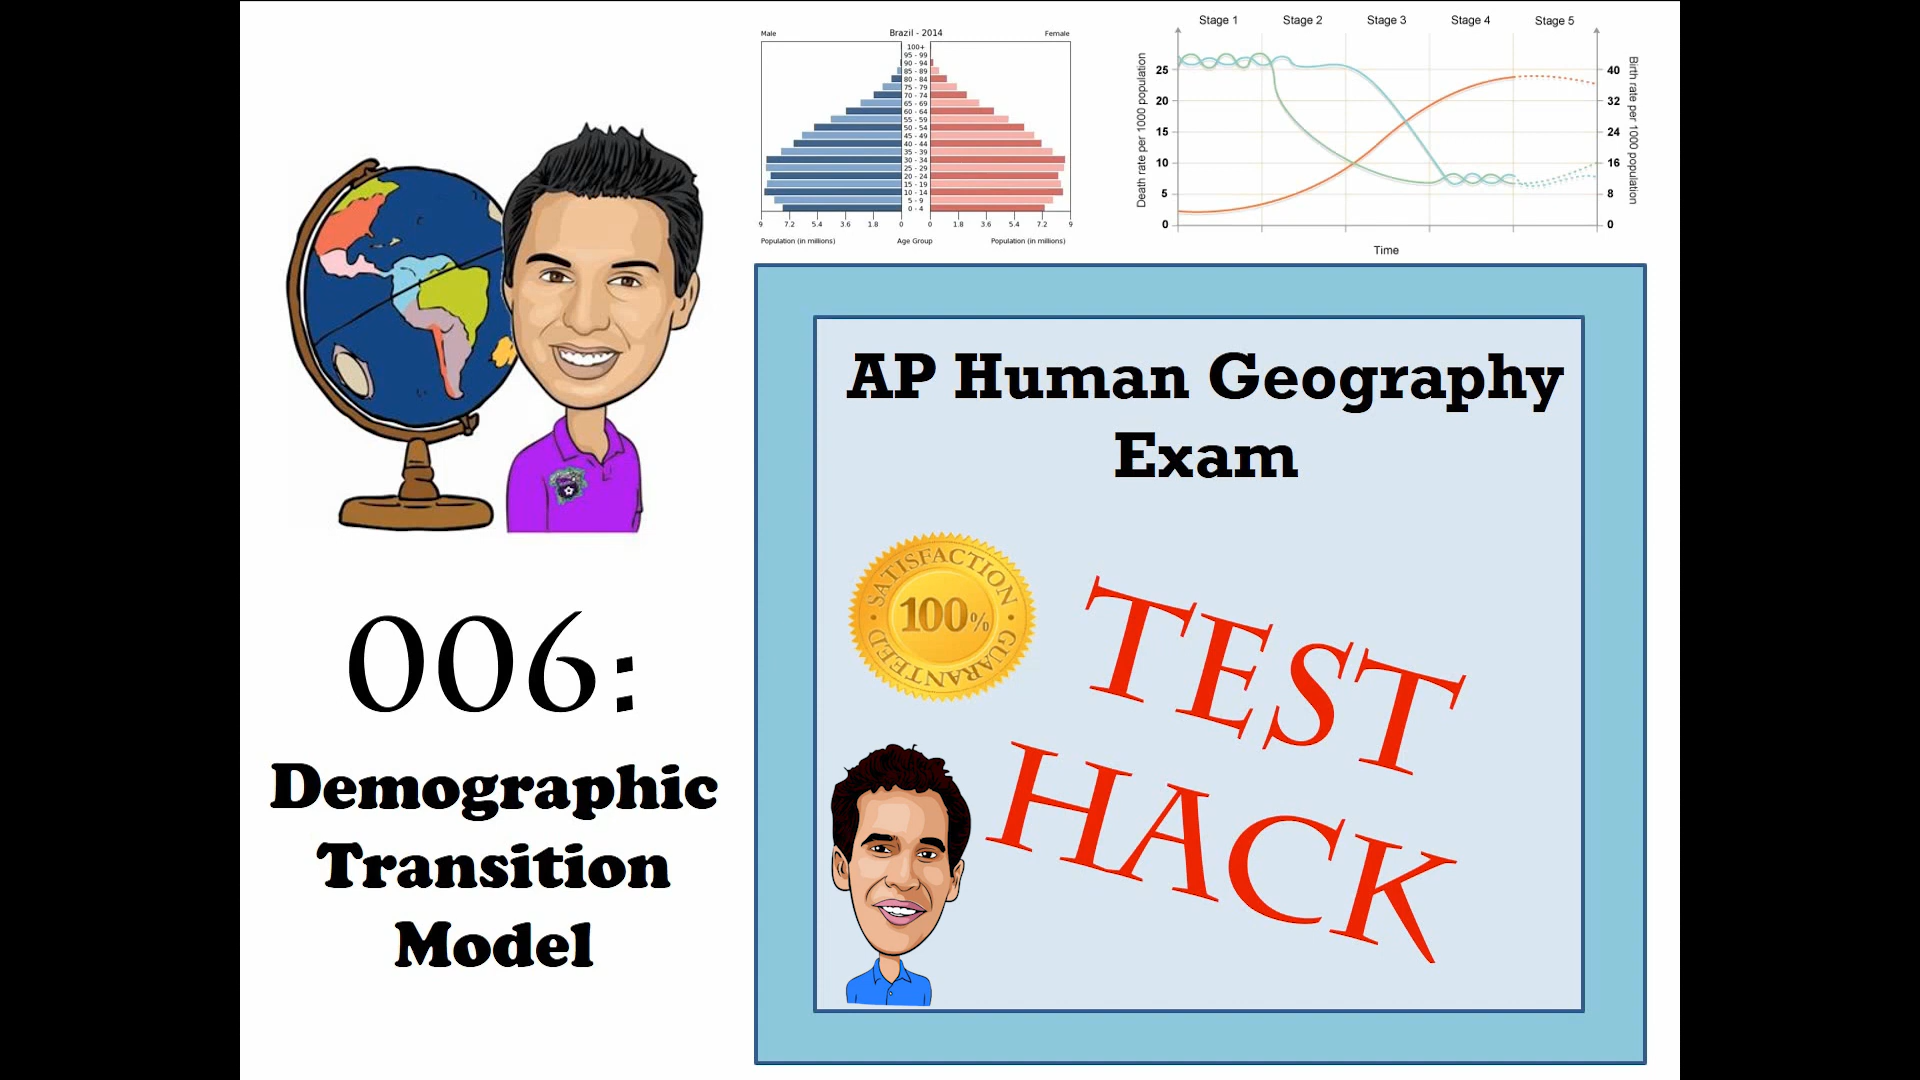 Male
Brazil - 2014
Female
100+
95 - 99
90 - 94
85 - 89
80 - 84
75 - 79
70 - 74
65 - 69
60 - 64
55 - 59
50 - 54
45 - 49
40 - 44
35 - 39
30 - 34
25 - 29
20 - 24
15 - 19
10 - 14
5 - 9
0 - 4
9 7.2 5.4 3.6 1.8 0 0 1.8 3.6 5.4 7.2 9
Population (in millions) Age Group Population (in millions)
Stage 1 Stage 2 Stage 3 Stage 4 Stage 5
Death rate per 1000 population
25
20
15
10
5
0
40
32
24
16
8
0
Birth rate per 1000 population
Time
006:
Demographic
Transition
Model
AP Human Geography
Exam
SATISFACTION
100%
GUARANTEED
TEST
HACK